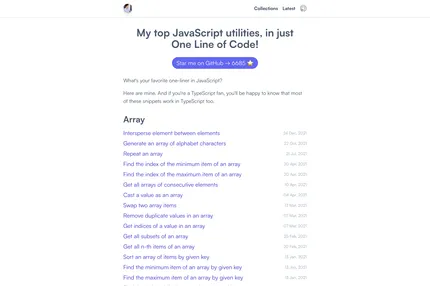 Collections Latest
My top JavaScript utilities, in just
One Line of Code!
Star me on GitHub → 6685 ⭐
What's your favorite one-liner in JavaScript?
Here are mine. And if you're a TypeScript fan, you'll be happy to know that most
of these snippets work in TypeScript too.
Array
Intersperse element between elements
Generate an array of alphabet characters
Repeat an array
Find the index of the minimum item of an array
Find the index of the maximum item of an array
Get all arrays of consecutive elements
Cast a value as an array
Swap two array items
Remove duplicate values in an array
Get indices of a value in an array
Get all subsets of an array
Get all n-th items of an array
Sort an array of items by given key
Find the minimum item of an array by given key
Find the maximum item of an array by given key